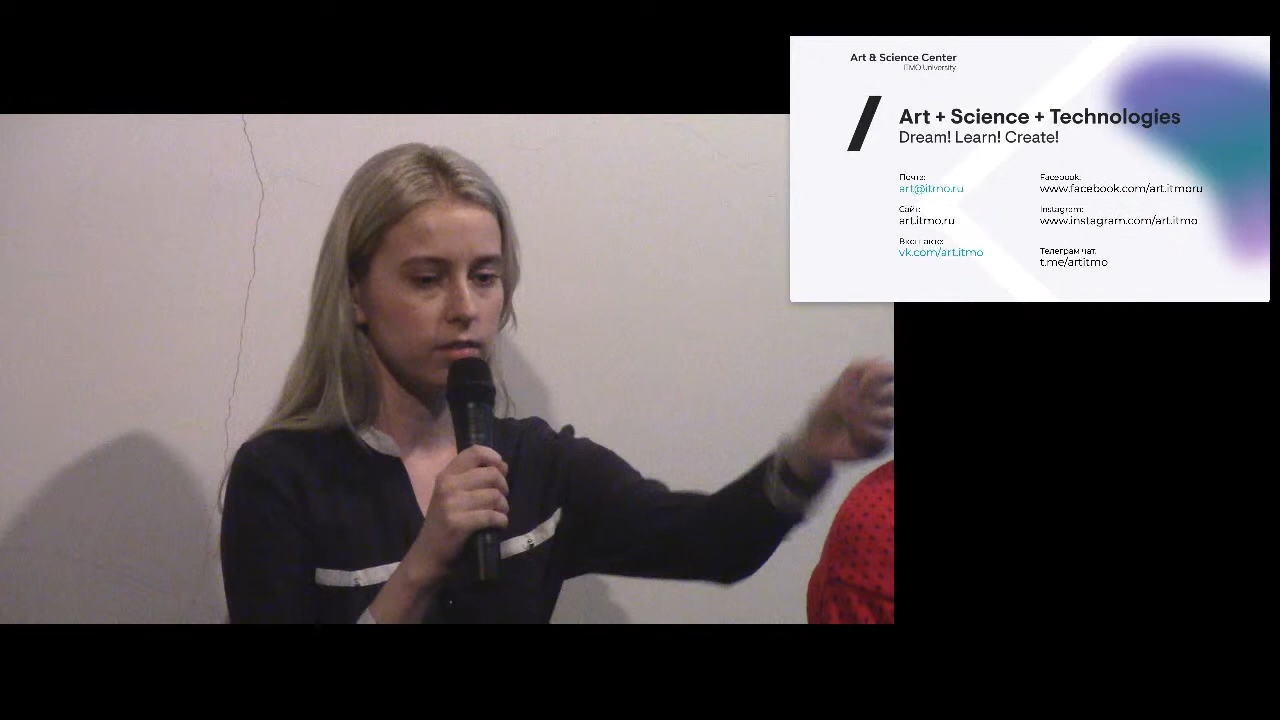 Art & Science Center
ITMO University
Art + Science + Technologies
Dream! Learn! Create!
Почта:
art@itmo.ru
Сайт:
art.itmo.ru
Вконтакте:
vk.com/art.itmo
Facebook:
www.facebook.com/art.itmoru
Instagram:
www.instagram.com/art.itmo
Телеграм чат:
t.me/artitmo